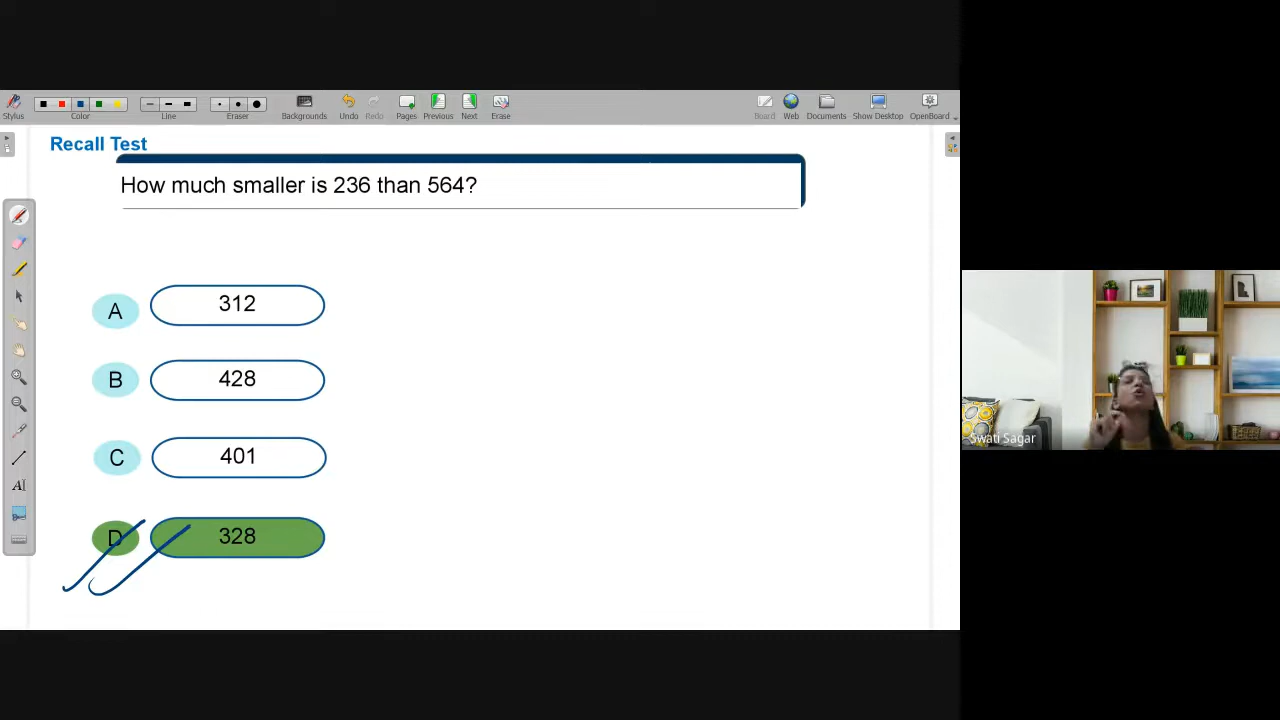 Stylus
Color
Line
Eraser
Backgrounds
Undo
Redo
Pages
Previous
Next
Erase
Board
Web
Documents
Show Desktop
OpenBoard
Recall Test
How much smaller is 236 than 564?
A 312
B 428
C 401
D 328
Swati Sagar